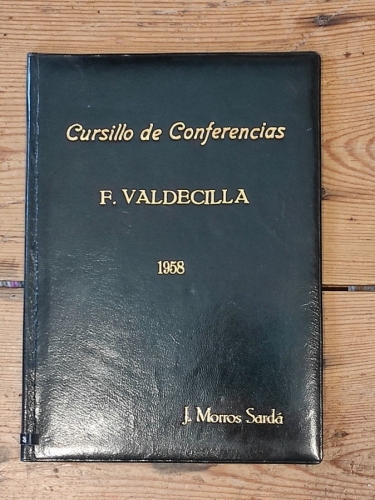 Cursillo de Conferencias
F. VALDECILLA
1958
J. Morros Sardá